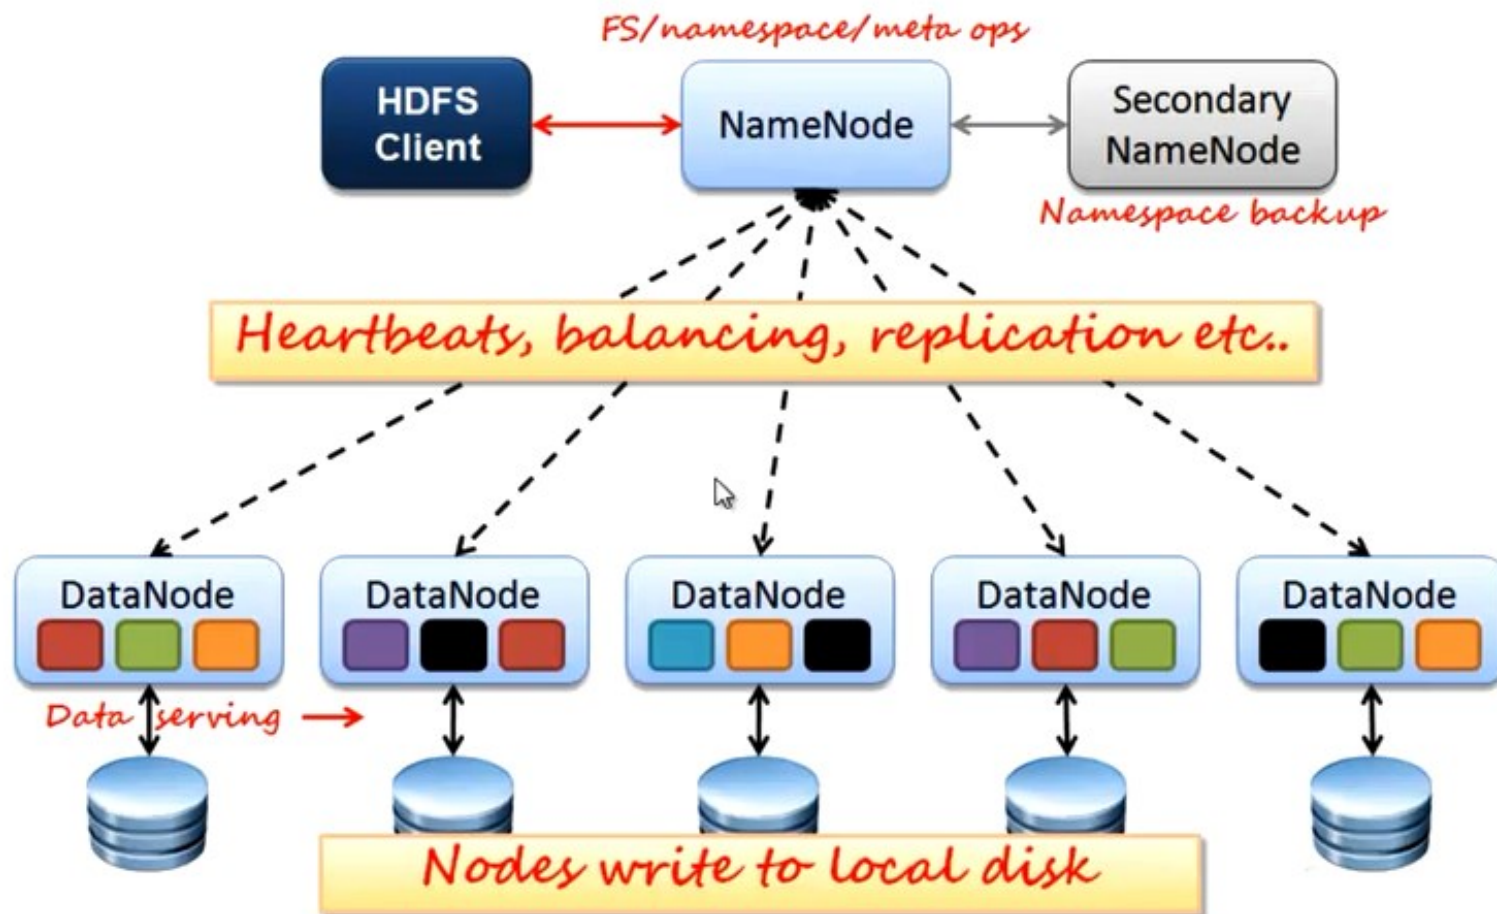 FS/namespace/meta ops
HDFS
Client
NameNode
Secondary
NameNode
Namespace backup
Heartbeats, balancing, replication etc..
DataNode
DataNode
DataNode
DataNode
DataNode
Data serving
Nodes write to local disk